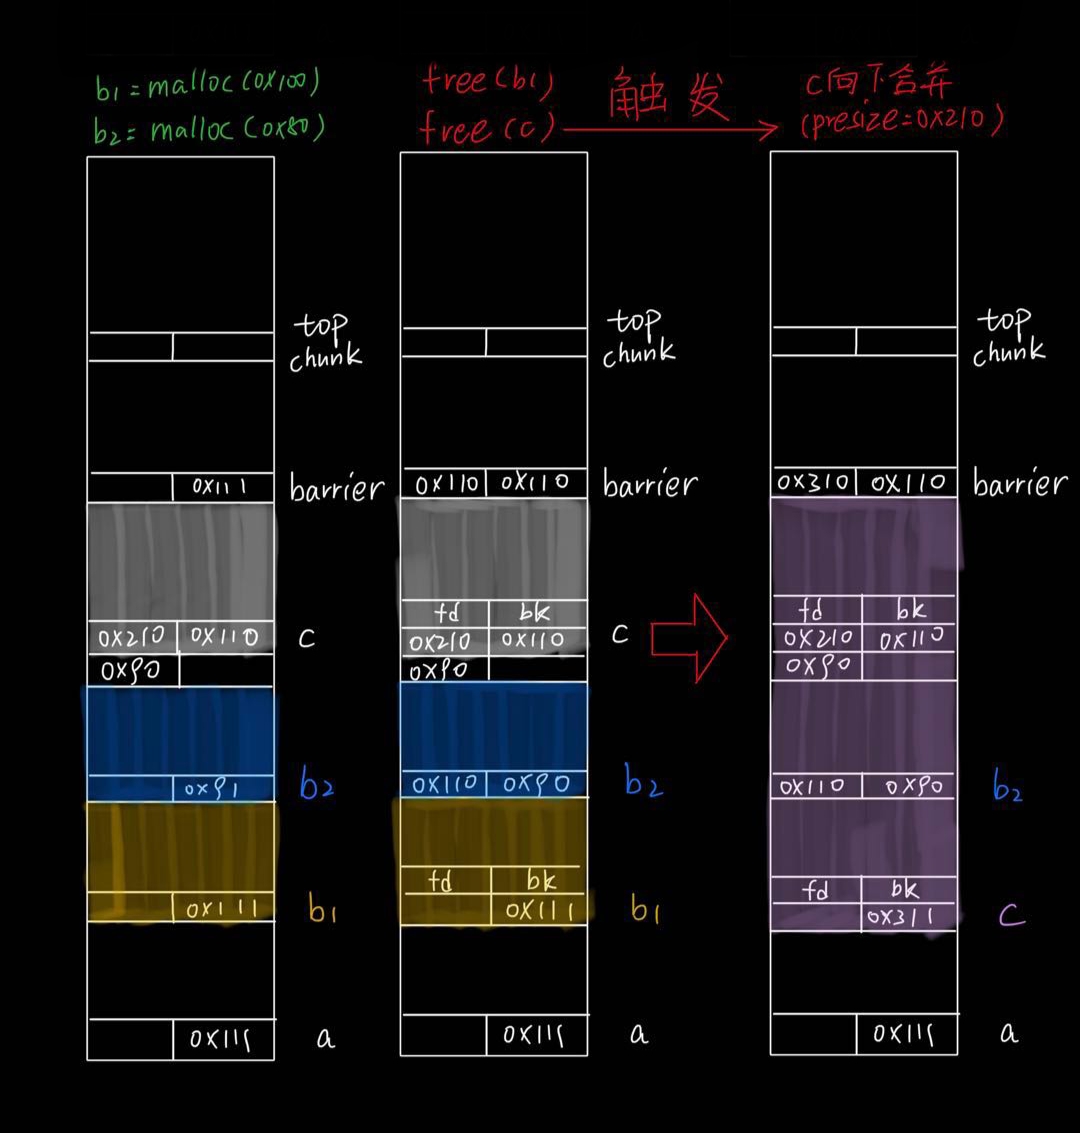 b1=malloc(0x100)
b2=malloc(0x80)
top
chunk
0X111
barrier
0X210 0X110
c
0X90
0X91
b2
0X111
b1
0X111
a
free(b1)
free(c)
触发
top
chunk
0X110 0X110
barrier
fd bk
0X210 0X110
c
0X90
0X110 0X90
b2
fd bk
0X111
b1
0X111
a
c向下合并
(presize=0x210)
top
chunk
0X310 0X110
barrier
fd bk
0X210 0X110
0X90
0X110 0X90
b2
fd bk
0X311
c
0X111
a